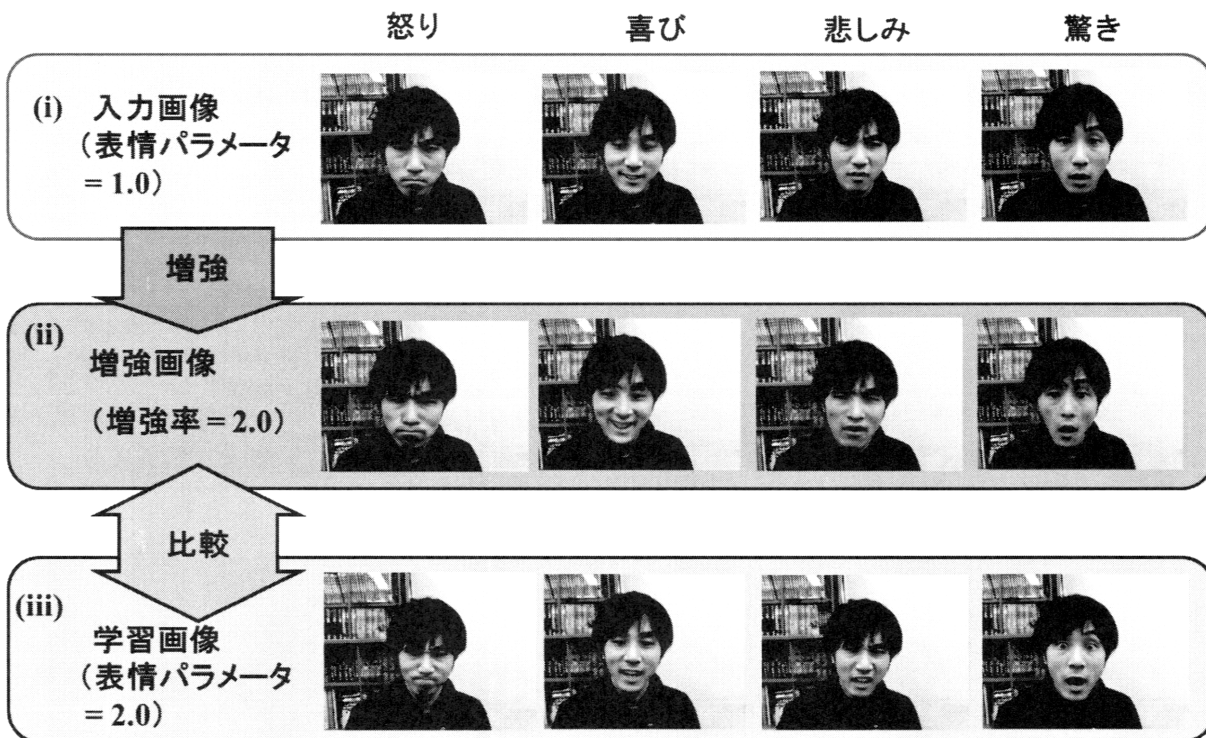 怒り 喜び 悲しみ 驚き
(i) 入力画像
（表情パラメータ
= 1.0）
増強
(ii)
増強画像
（増強率 = 2.0）
比較
(iii)
学習画像
（表情パラメータ
= 2.0）